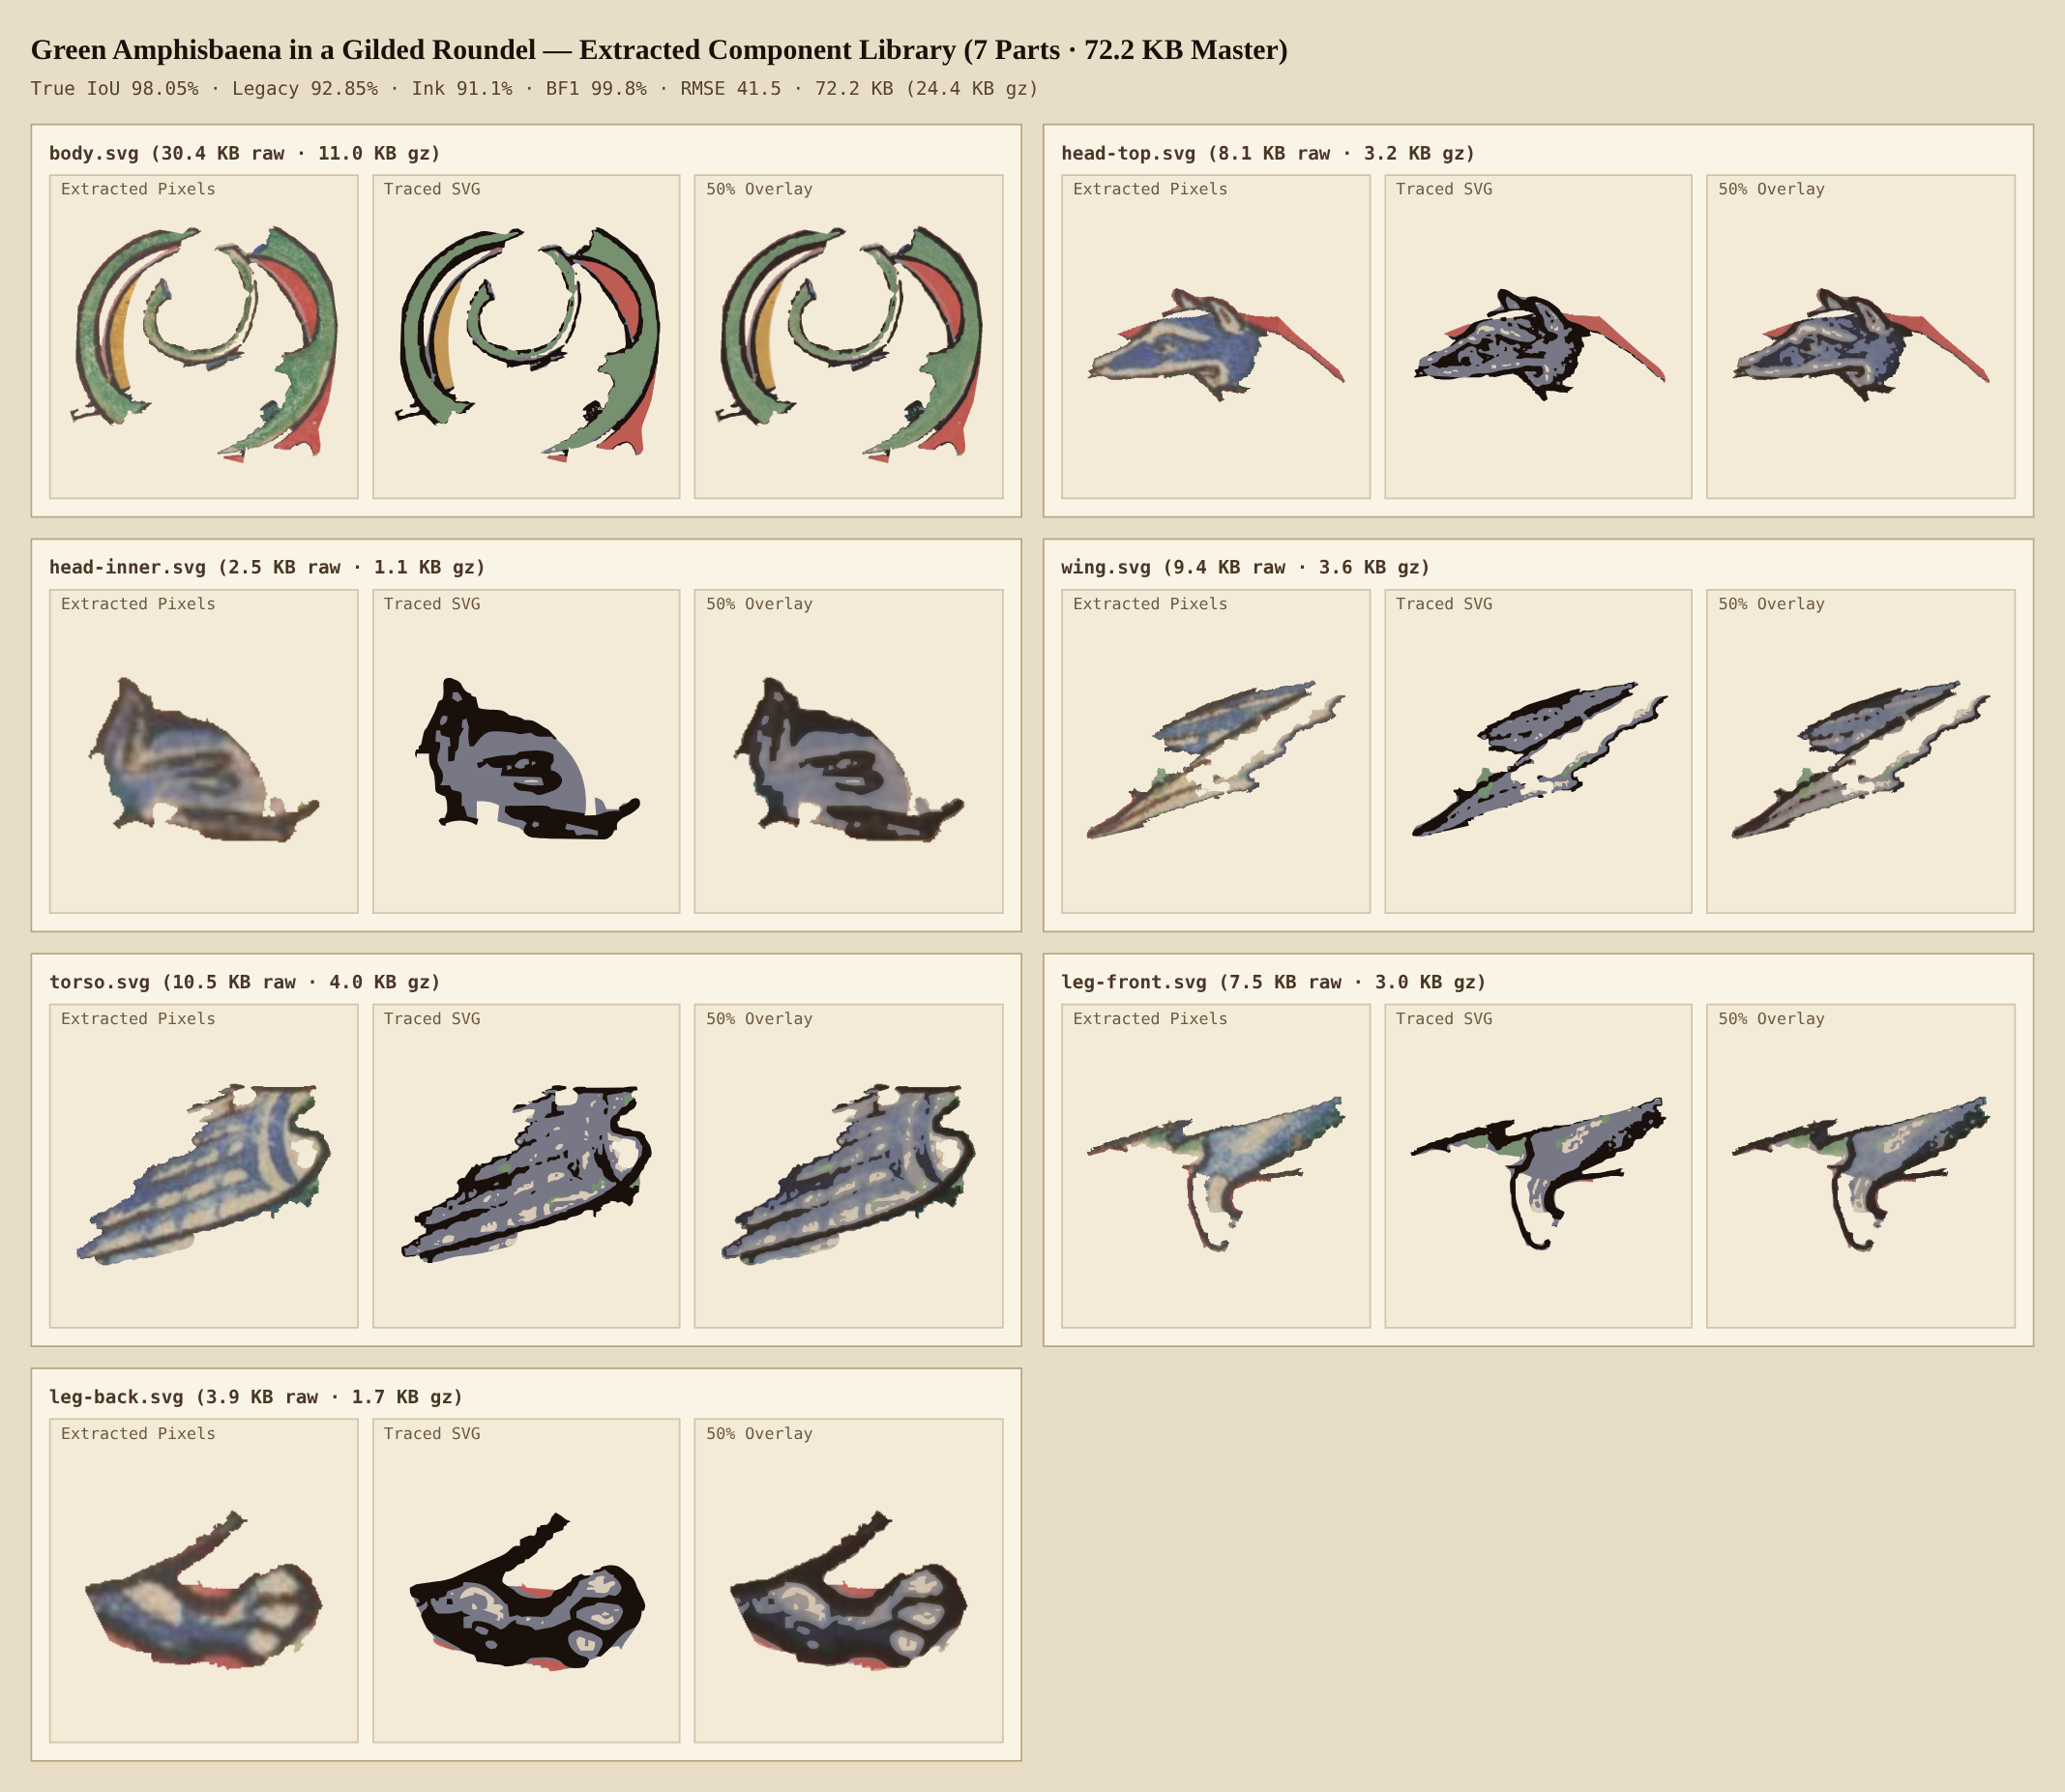 Green Amphisbaena in a Gilded Roundel — Extracted Component Library (7 Parts · 72.2 KB Master)
True IoU 98.05% · Legacy 92.85% · Ink 91.1% · BF1 99.8% · RMSE 41.5 · 72.2 KB (24.4 KB gz)
body.svg (30.4 KB raw · 11.0 KB gz)
Extracted Pixels
Traced SVG
50% Overlay
head-top.svg (8.1 KB raw · 3.2 KB gz)
Extracted Pixels
Traced SVG
50% Overlay
head-inner.svg (2.5 KB raw · 1.1 KB gz)
Extracted Pixels
Traced SVG
50% Overlay
wing.svg (9.4 KB raw · 3.6 KB gz)
Extracted Pixels
Traced SVG
50% Overlay
torso.svg (10.5 KB raw · 4.0 KB gz)
Extracted Pixels
Traced SVG
50% Overlay
leg-front.svg (7.5 KB raw · 3.0 KB gz)
Extracted Pixels
Traced SVG
50% Overlay
leg-back.svg (3.9 KB raw · 1.7 KB gz)
Extracted Pixels
Traced SVG
50% Overlay